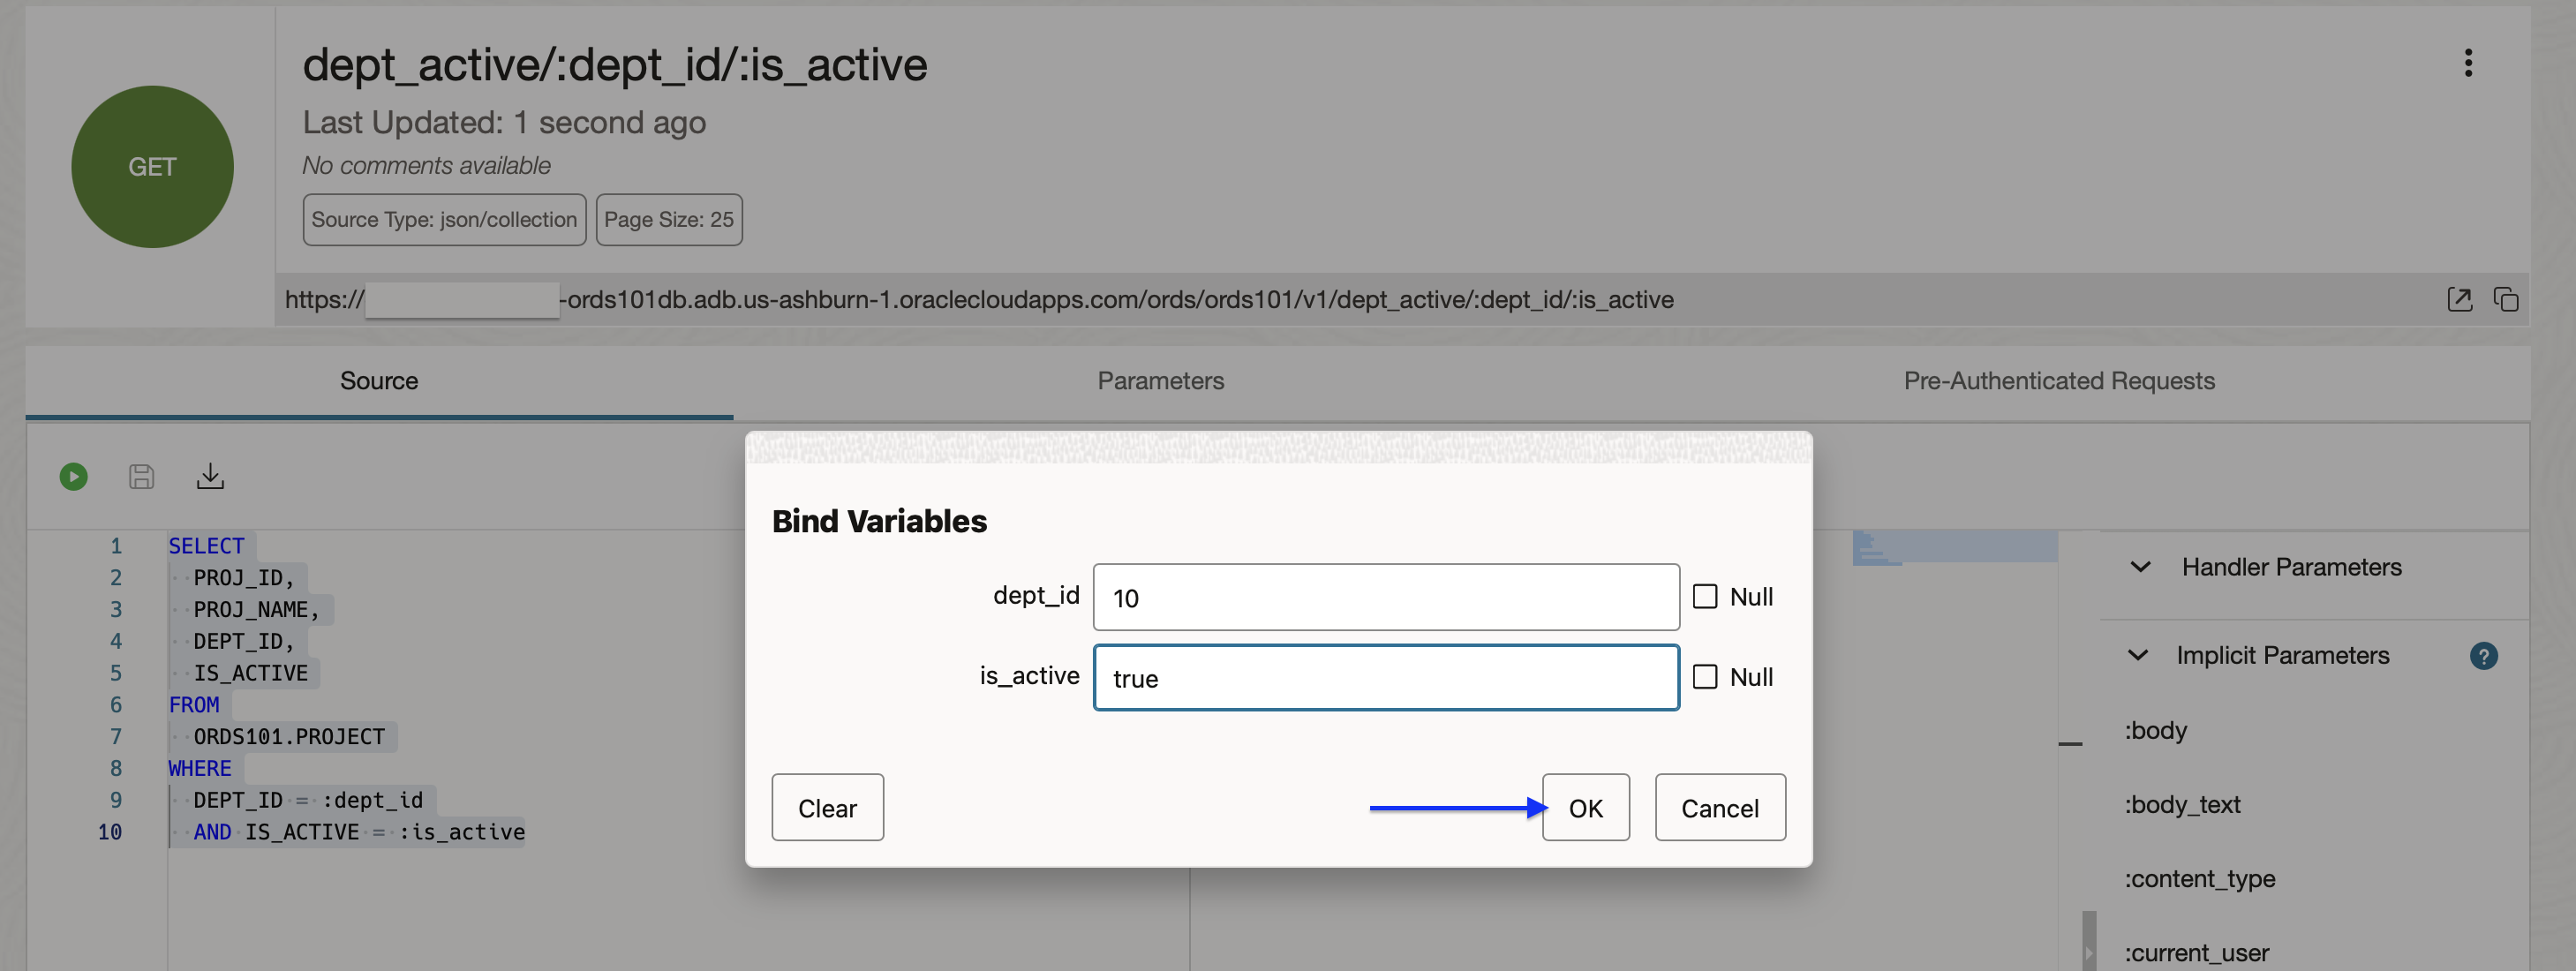 dept_active/:dept_id/:is_active
Last Updated: 1 second ago
No comments available
GET
Source Type: json/collection
Page Size: 25
https:// -ords101db.adb.us-ashburn-1.oraclecloudapps.com/ords/ords101/v1/dept_active/:dept_id/:is_active
Source
Parameters
Pre-Authenticated Requests
1 SELECT
2 PROJ_ID,
3 PROJ_NAME,
4 DEPT_ID,
5 IS_ACTIVE
6 FROM
7 ORDS101.PROJECT
8 WHERE
9 DEPT_ID = :dept_id
10 AND IS_ACTIVE = :is_active
Bind Variables
dept_id 10 Null
is_active true Null
Clear
OK
Cancel
Handler Parameters
Implicit Parameters ?
:body
:body_text
:content_type
:current_user